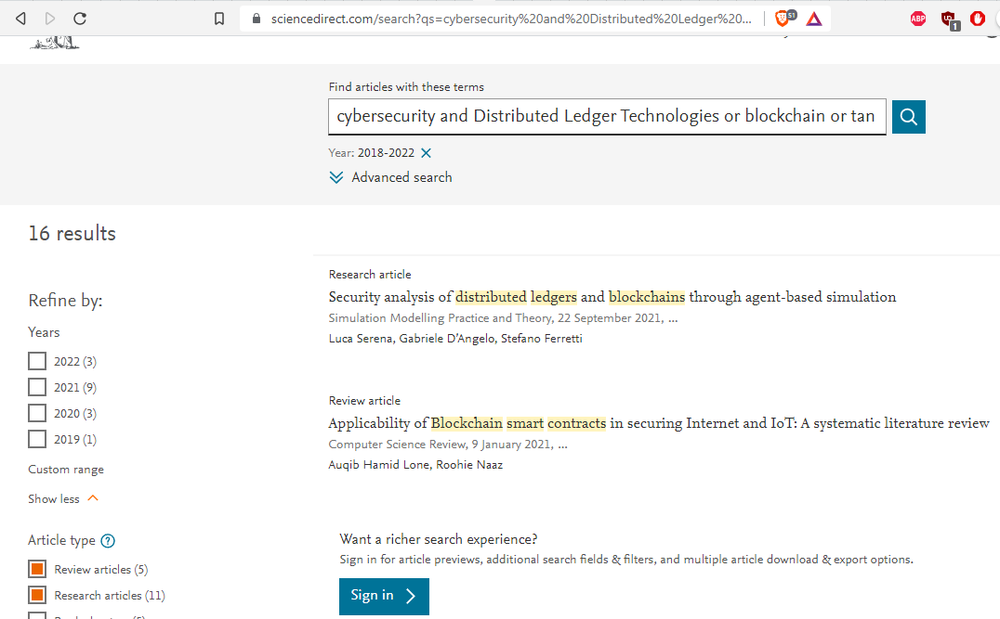 sciencedirect.com/search?qs=cybersecurity%20and%20Distributed%20Ledger%20...
51
ABP
1
Find articles with these terms
cybersecurity and Distributed Ledger Technologies or blockchain or tan
Year: 2018-2022
Advanced search
16 results
Research article
Security analysis of distributed ledgers and blockchains through agent-based simulation
Simulation Modelling Practice and Theory, 22 September 2021, ...
Luca Serena, Gabriele D'Angelo, Stefano Ferretti
Refine by:
Years
2022 (3)
2021 (9)
2020 (3)
2019 (1)
Custom range
Show less
Review article
Applicability of Blockchain smart contracts in securing Internet and IoT: A systematic literature review
Computer Science Review, 9 January 2021, ...
Auqib Hamid Lone, Roohie Naaz
Article type ?
Review articles (5)
Research articles (11)
Want a richer search experience?
Sign in for article previews, additional search fields & filters, and multiple article download & export options.
Sign in